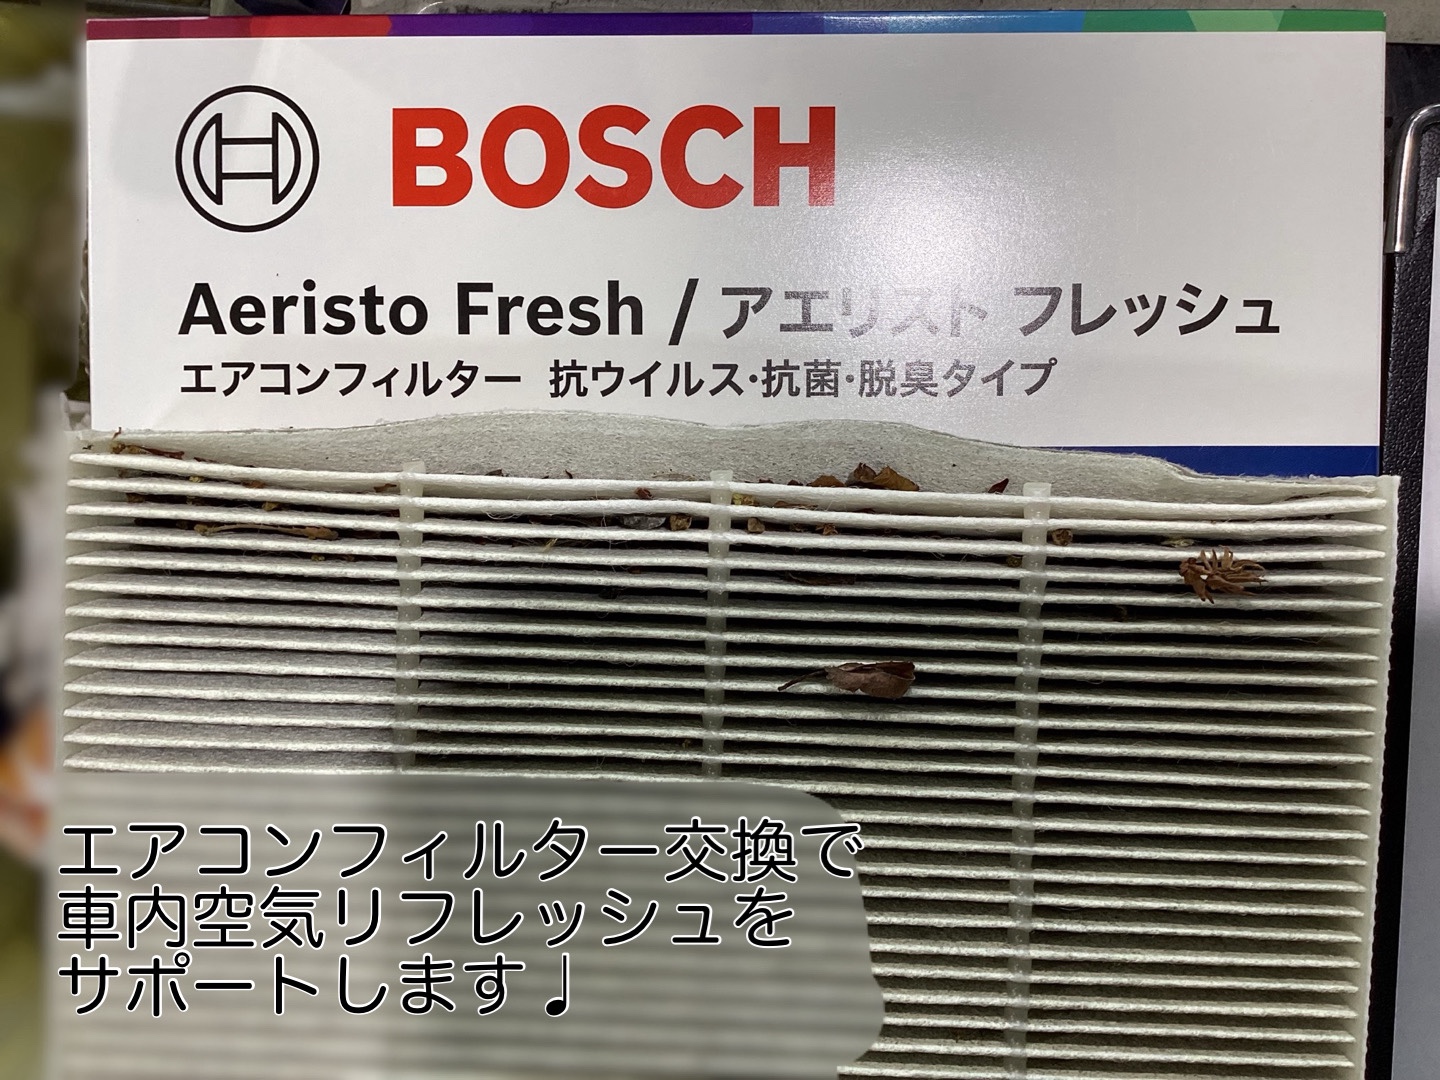 BOSCH
Aeristo Fresh / アエリスト フレッシュ
エアコンフィルター 抗ウイルス・抗菌・脱臭タイプ
エアコンフィルター交換で
車内空気リフレッシュを
サポートします♩